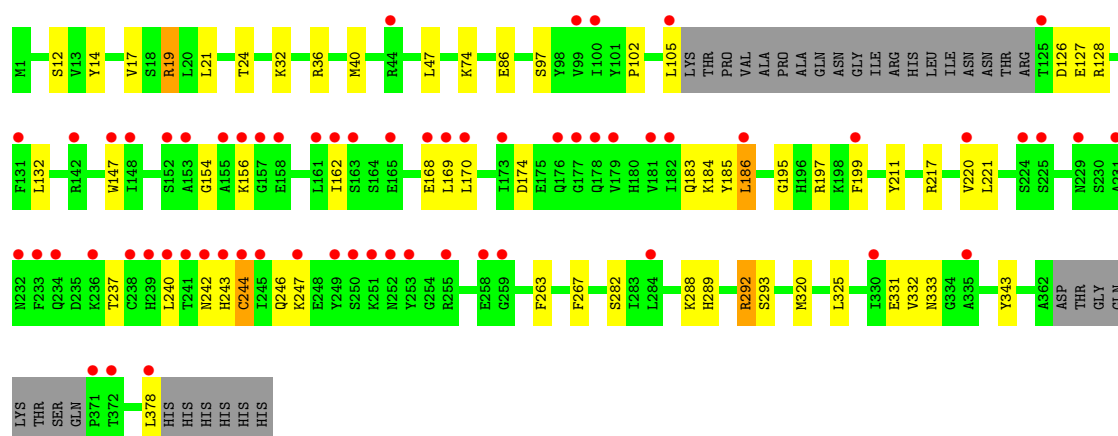 M1 S12 V13 Y14 V17 S18 R19 L20 L21 T24 K32 R36 M40 R44 L47 K74 E86 S97 Y98 V99 I100 Y101 P102 L105 LYS THR PRO VAL ALA PRO ALA GLN ASN GLY ILE ARG HIS LEU ILE ASN ASN THR ARG T125 D126 E127 R128
F131 L132 R142 W147 I148 S152 A153 G154 A155 K156 G157 E158 L161 I162 S163 S164 E165 E168 L169 L170 I173 D174 E175 Q176 G177 Q178 V179 H180 V181 I182 Q183 K184 Y185 L186 G195 H196 R197 K198 F199 Y211 R217 V220 L221 S224 S225 N229 S230 A231
N232 F233 Q234 D235 K236 T237 C238 H239 L240 T241 N242 H243 C244 I245 Q246 K247 E248 Y249 S250 K251 N252 Y253 G254 R255 E258 G259 F263 F267 S282 I283 L284 K288 H289 R292 S293 M320 L325 I330 E331 V332 N333 G334 A335 Y343 A362 ASP THR GLY GLN
LYS THR SER GLN P371 T372 L378 HIS HIS HIS HIS HIS HIS